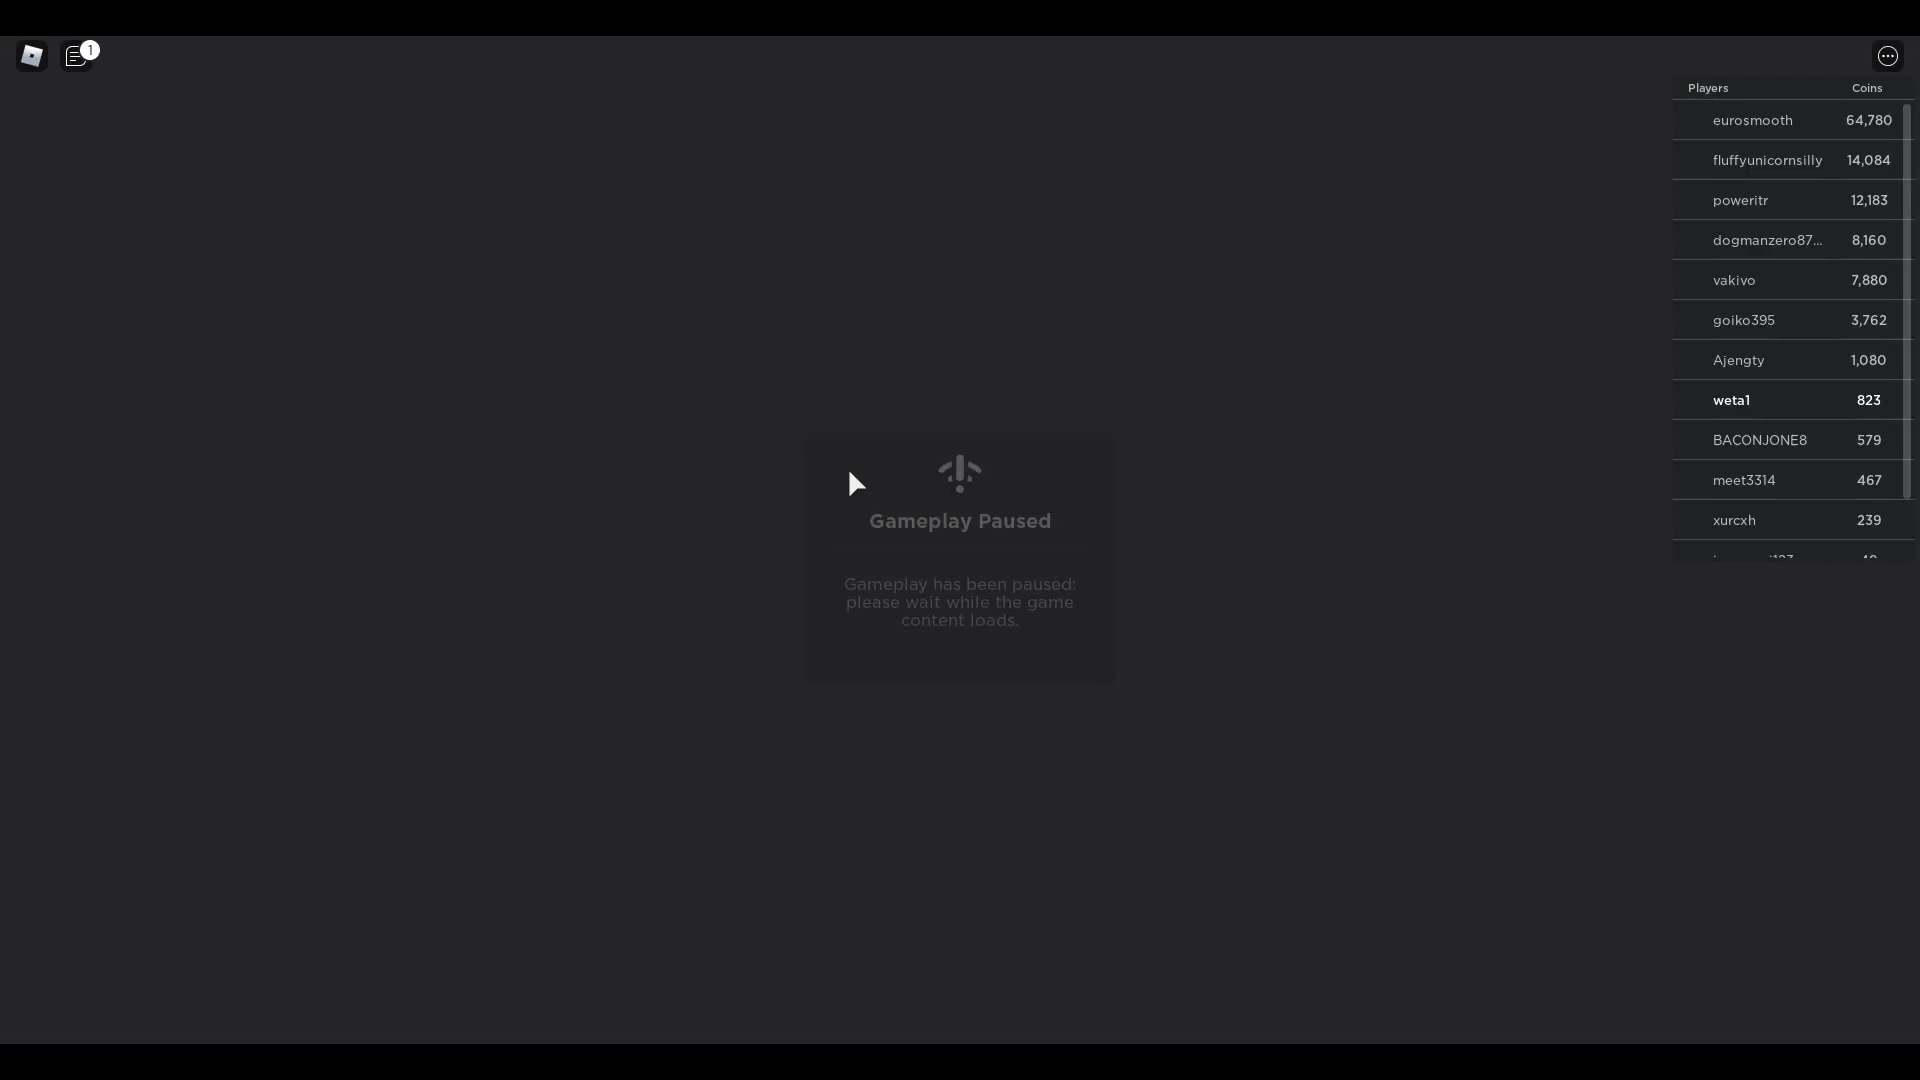 1
Players Coins
eurosmooth 64,780
fluffyunicornsilly 14,084
poweritr 12,183
dogmanzero87... 8,160
vakivo 7,880
goiko395 3,762
Ajengty 1,080
weta1 823
BACONJONE8 579
meet3314 467
xurcxh 239
Gameplay Paused
Gameplay has been paused:
please wait while the game
content loads.